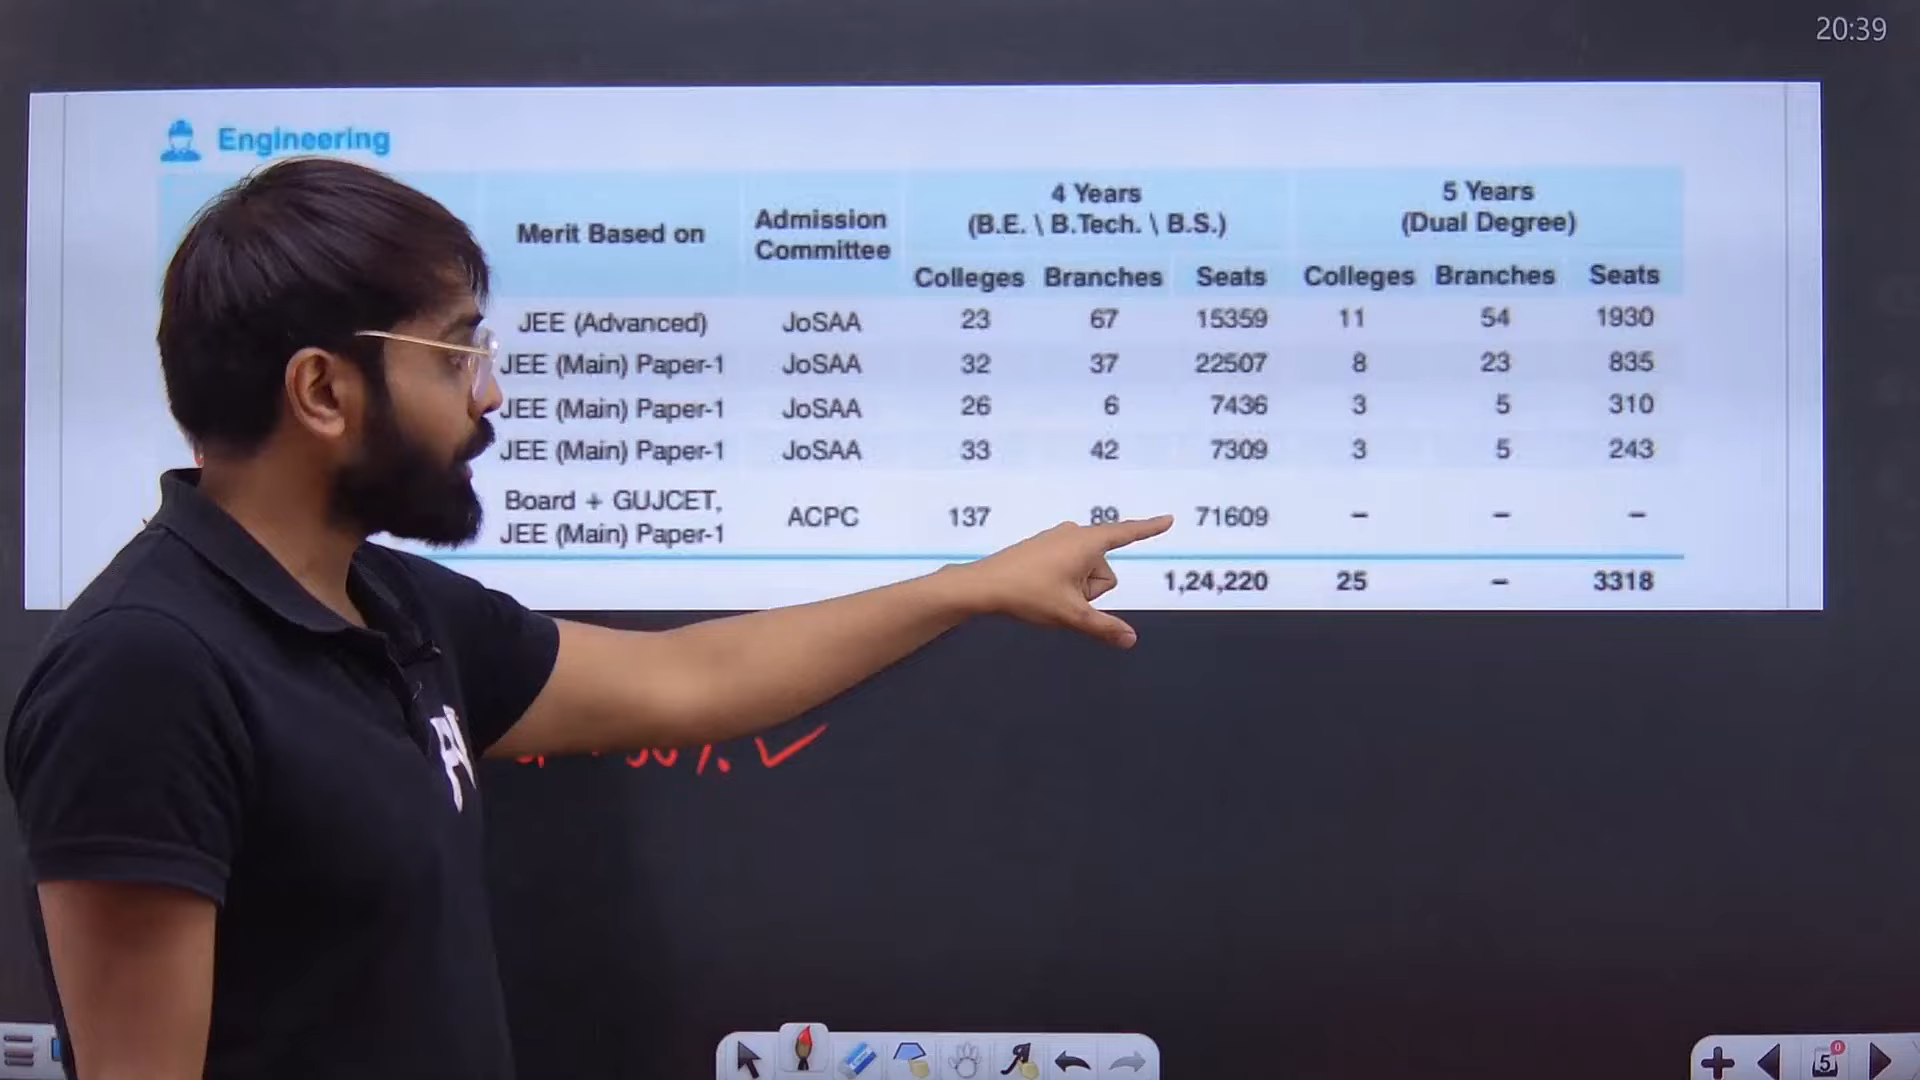 20:39
Engineering
Merit Based on
Admission
Committee
4 Years
(B.E. \ B.Tech. \ B.S.)
5 Years
(Dual Degree)
Colleges Branches Seats Colleges Branches Seats
JEE (Advanced) JoSAA 23 67 15359 11 54 1930
JEE (Main) Paper-1 JoSAA 32 37 22507 8 23 835
JEE (Main) Paper-1 JoSAA 26 6 7436 3 5 310
JEE (Main) Paper-1 JoSAA 33 42 7309 3 5 243
Board + GUJCET,
JEE (Main) Paper-1 ACPC 137 89 71609 – – –
1,24,220 25 – 3318
5
0